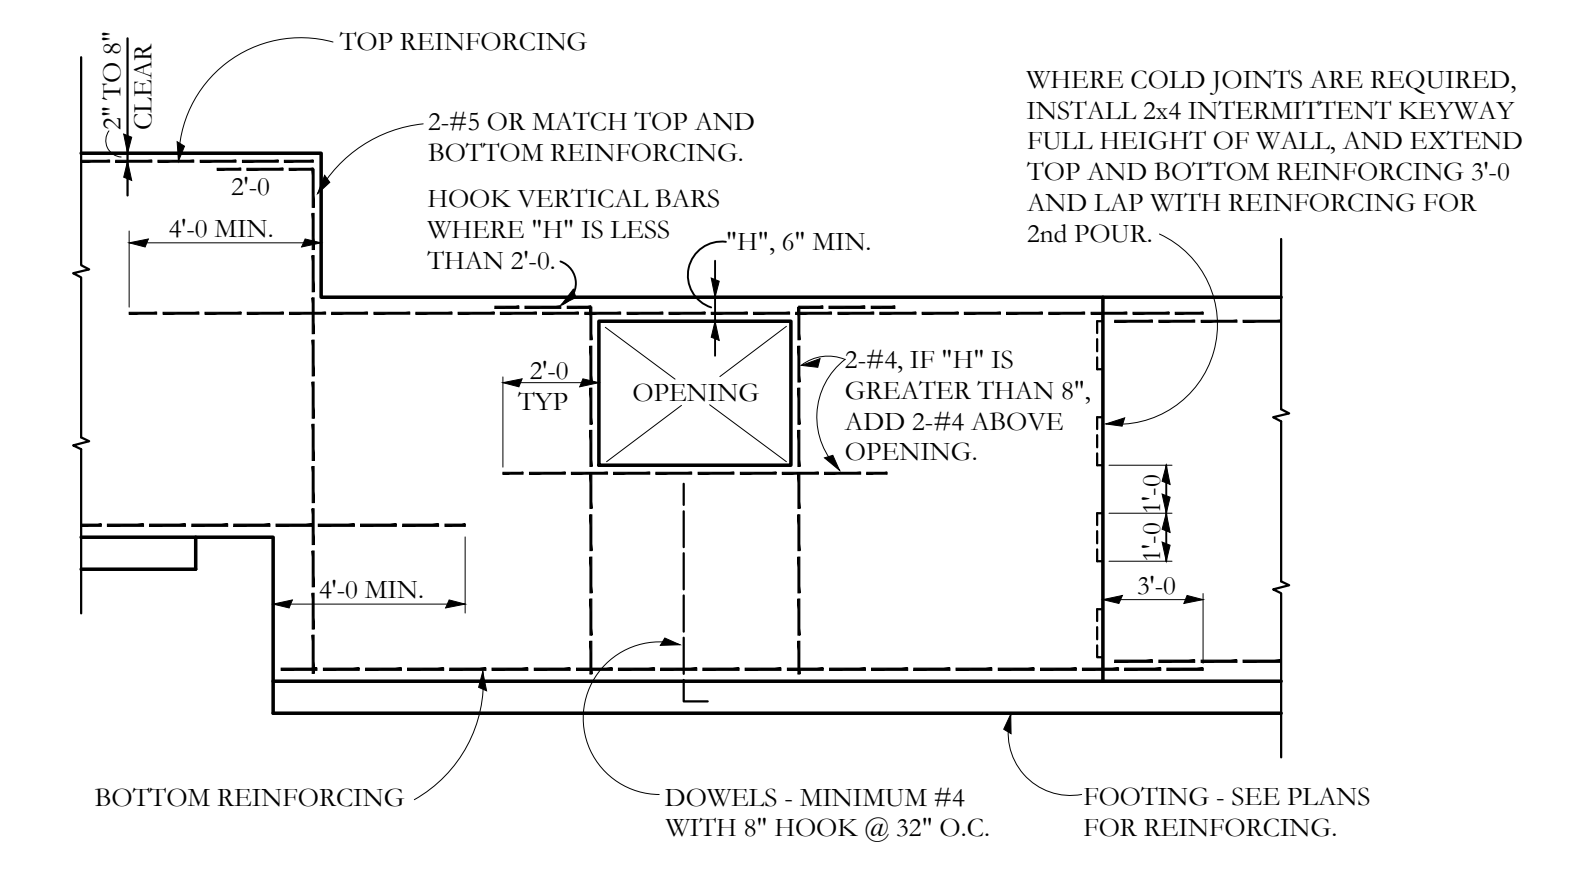 2" TO 8"
CLEAR
TOP REINFORCING
2-#5 OR MATCH TOP AND
BOTTOM REINFORCING.
HOOK VERTICAL BARS
WHERE "H" IS LESS
THAN 2'-0.
"H", 6" MIN.
WHERE COLD JOINTS ARE REQUIRED,
INSTALL 2x4 INTERMITTENT KEYWAY
FULL HEIGHT OF WALL, AND EXTEND
TOP AND BOTTOM REINFORCING 3'-0
AND LAP WITH REINFORCING FOR
2nd POUR.
2'-0
4'-0 MIN.
2'-0
TYP
OPENING
2-#4, IF "H" IS
GREATER THAN 8",
ADD 2-#4 ABOVE
OPENING.
1'-0
1'-0
3'-0
4'-0 MIN.
BOTTOM REINFORCING
DOWELS - MINIMUM #4
WITH 8" HOOK @ 32" O.C.
FOOTING - SEE PLANS
FOR REINFORCING.